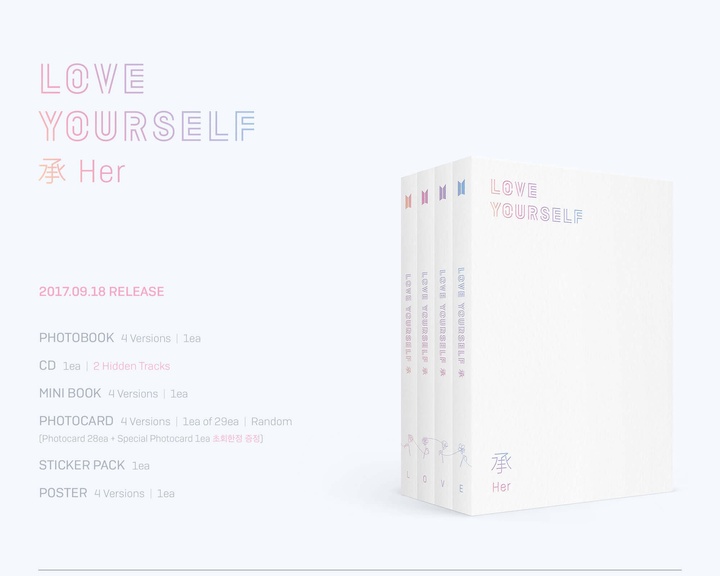 LOVE
YOURSELF
承 Her
2017.09.18 RELEASE
PHOTOBOOK 4 Versions | 1ea
CD 1ea | 2 Hidden Tracks
MINI BOOK 4 Versions | 1ea
PHOTOCARD 4 Versions | 1ea of 29ea | Random
[Photocard 28ea + Special Photocard 1ea 초회한정 증정]
STICKER PACK 1ea
POSTER 4 Versions | 1ea
LOVE YOURSELF 承
L
LOVE YOURSELF 承
O
LOVE YOURSELF 承
V
LOVE YOURSELF 承
E
LOVE
YOURSELF
承
Her